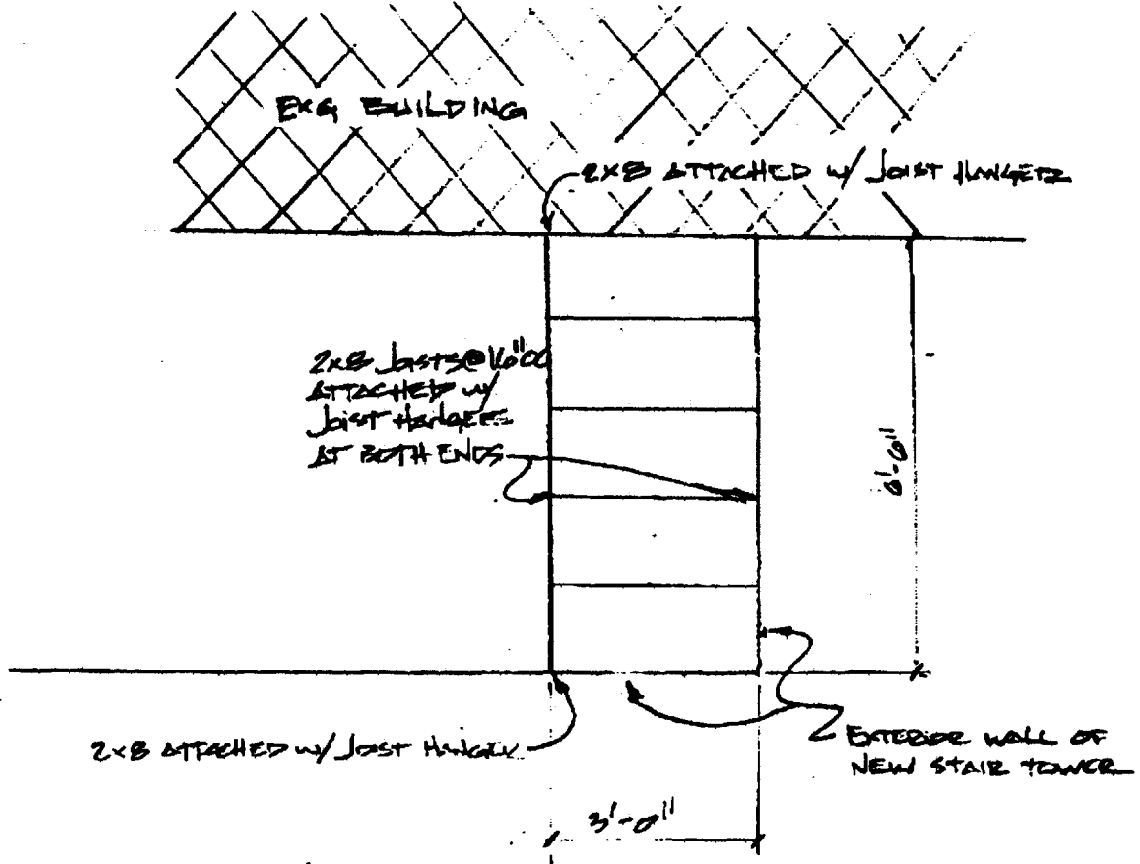 EXG BUILDING
2x8 ATTACHED w/ JOIST HANGER
2x8 JOISTS@16"OC
ATTACHED w/
JOIST HANGERS
AT BOTH ENDS
6'-6"
2x8 ATTACHED w/ JOIST HANGER
EXTERIOR WALL OF
NEW STAIR TOWER
3'-0"